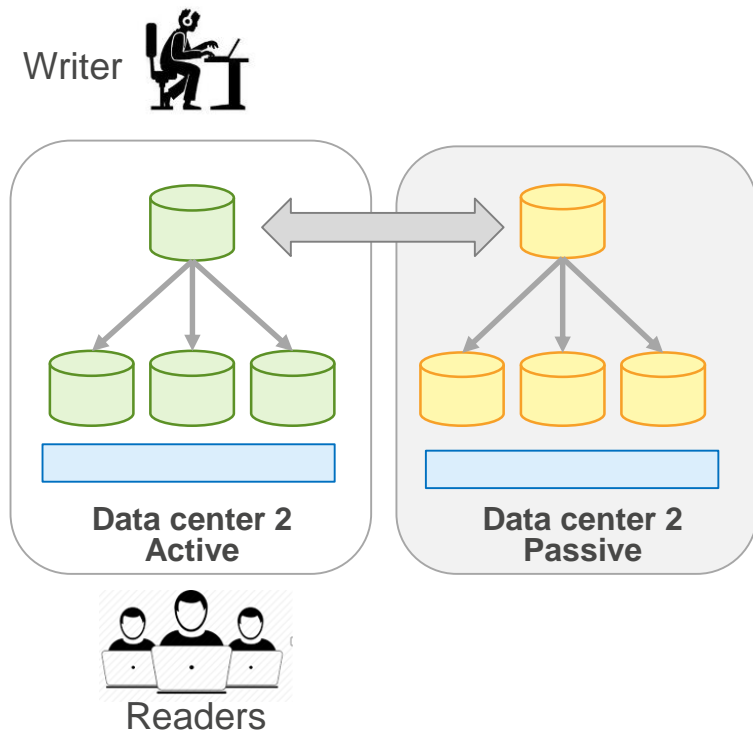 Writer
Data center 2
Active
Data center 2
Passive
Readers